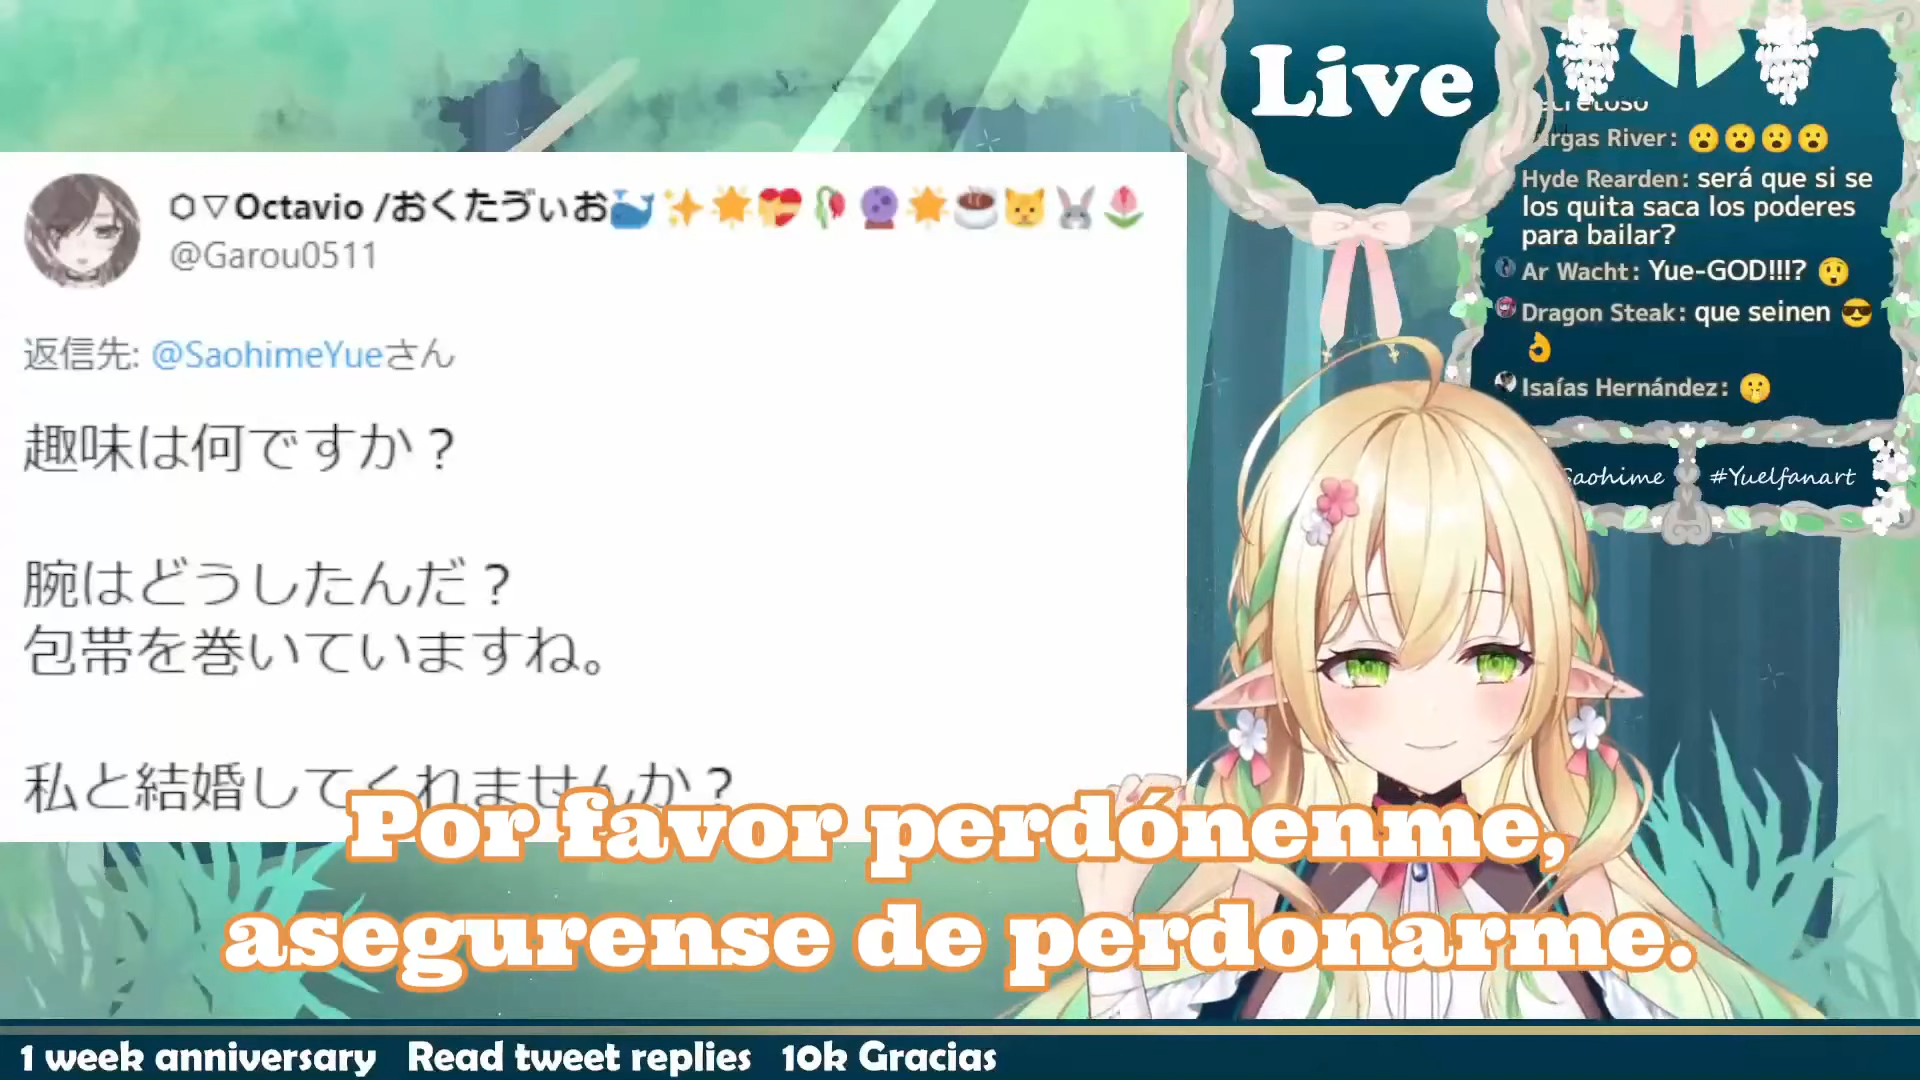 Live
Vargas River: 😮😮😮😮
Hyde Rearden: será que si se
los quita saca los poderes
para bailar?
Ar Wacht: Yue-GOD!!!? 😲
Dragon Steak: que seinen 😎
👌
Isaías Hernández: 🤫
Saohime #Yuelfanart
⬡▽Octavio /おくたゔぃお🐳✨🌟💝🥀🔮🌟☕🐱🐰🌷
@Garou0511
返信先: @SaohimeYueさん
趣味は何ですか？
腕はどうしたんだ？
包帯を巻いていますね。
私と結婚してくれませんか？
Por favor perdónenme,
asegurense de perdonarme.
1 week anniversary Read tweet replies 10k Gracias